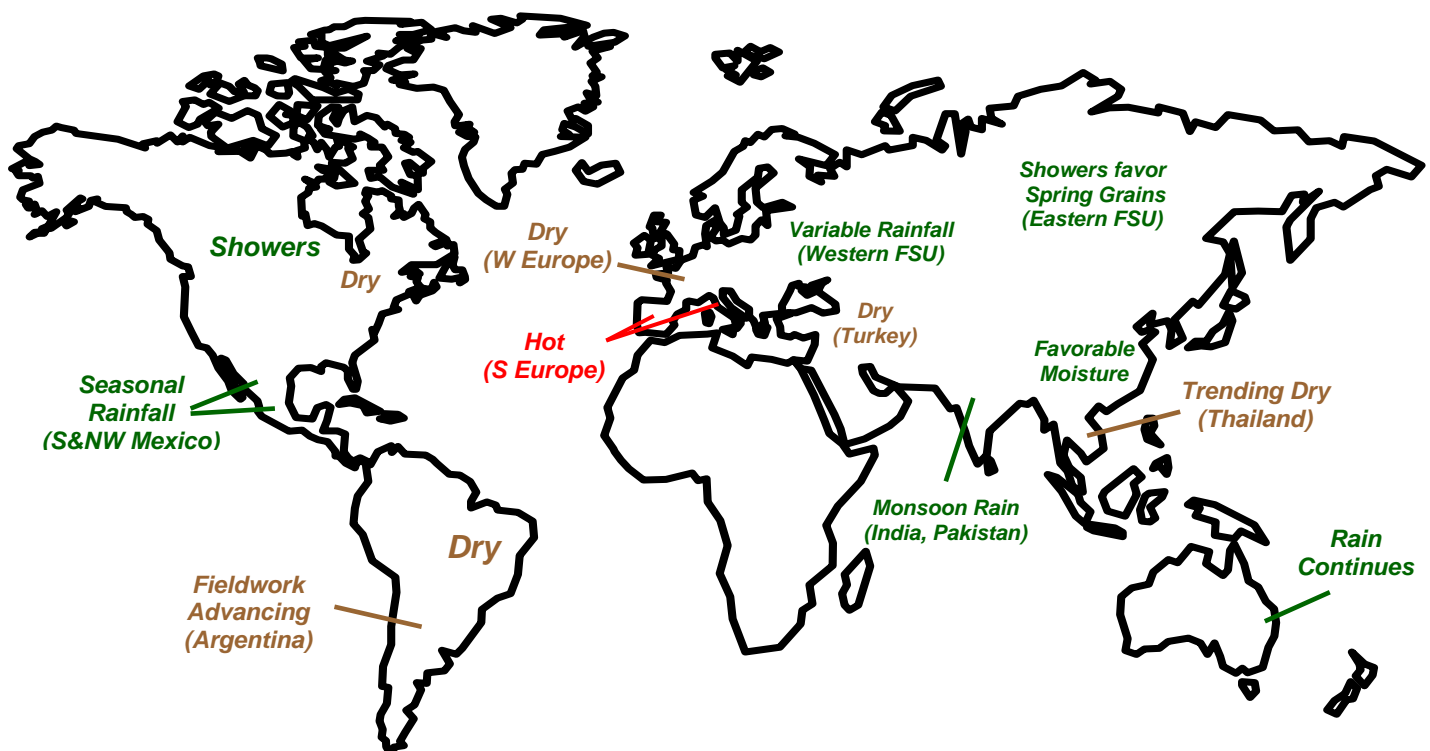 Showers favor
Spring Grains
(Eastern FSU)
Showers
Dry
Dry
(W Europe)
Variable Rainfall
(Western FSU)
Dry
(Turkey)
Hot
(S Europe)
Favorable
Moisture
Seasonal
Rainfall
(S&NW Mexico)
Trending Dry
(Thailand)
Monsoon Rain
(India, Pakistan)
Dry
Rain
Continues
Fieldwork
Advancing
(Argentina)